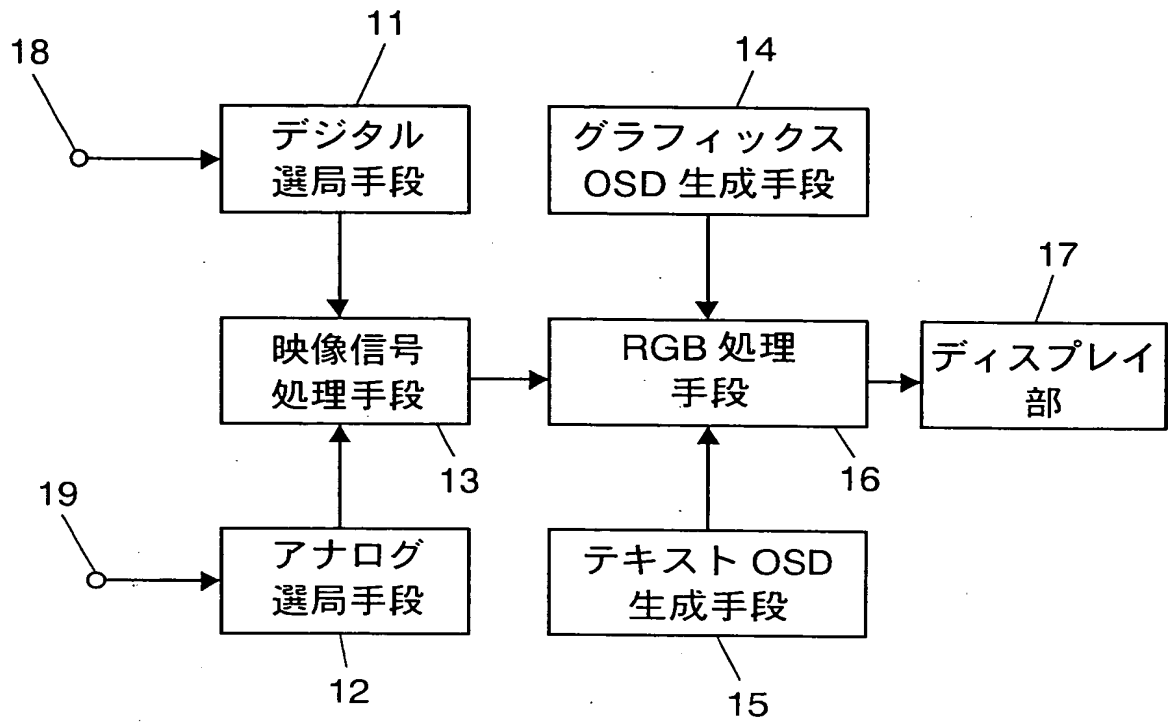 11
14
18
デジタル
選局手段
グラフィックス
OSD 生成手段
17
映像信号
処理手段
RGB 処理
手段
ディスプレイ
部
13
16
19
アナログ
選局手段
テキスト OSD
生成手段
12
15